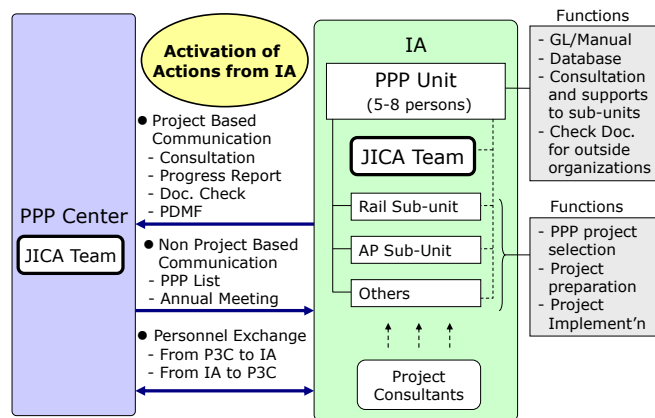 PPP Center
JICA Team
Activation of
Actions from IA
● Project Based
Communication
- Consultation
- Progress Report
- Doc. Check
- PDMF
● Non Project Based
Communication
- PPP List
- Annual Meeting
● Personnel Exchange
- From P3C to IA
- From IA to P3C
IA
PPP Unit
(5-8 persons)
JICA Team
Rail Sub-unit
AP Sub-Unit
Others
Project
Consultants
Functions
- GL/Manual
- Database
- Consultation
and supports
to sub-units
- Check Doc.
for outside
organizations
Functions
- PPP project
selection
- Project
preparation
- Project
Implement'n